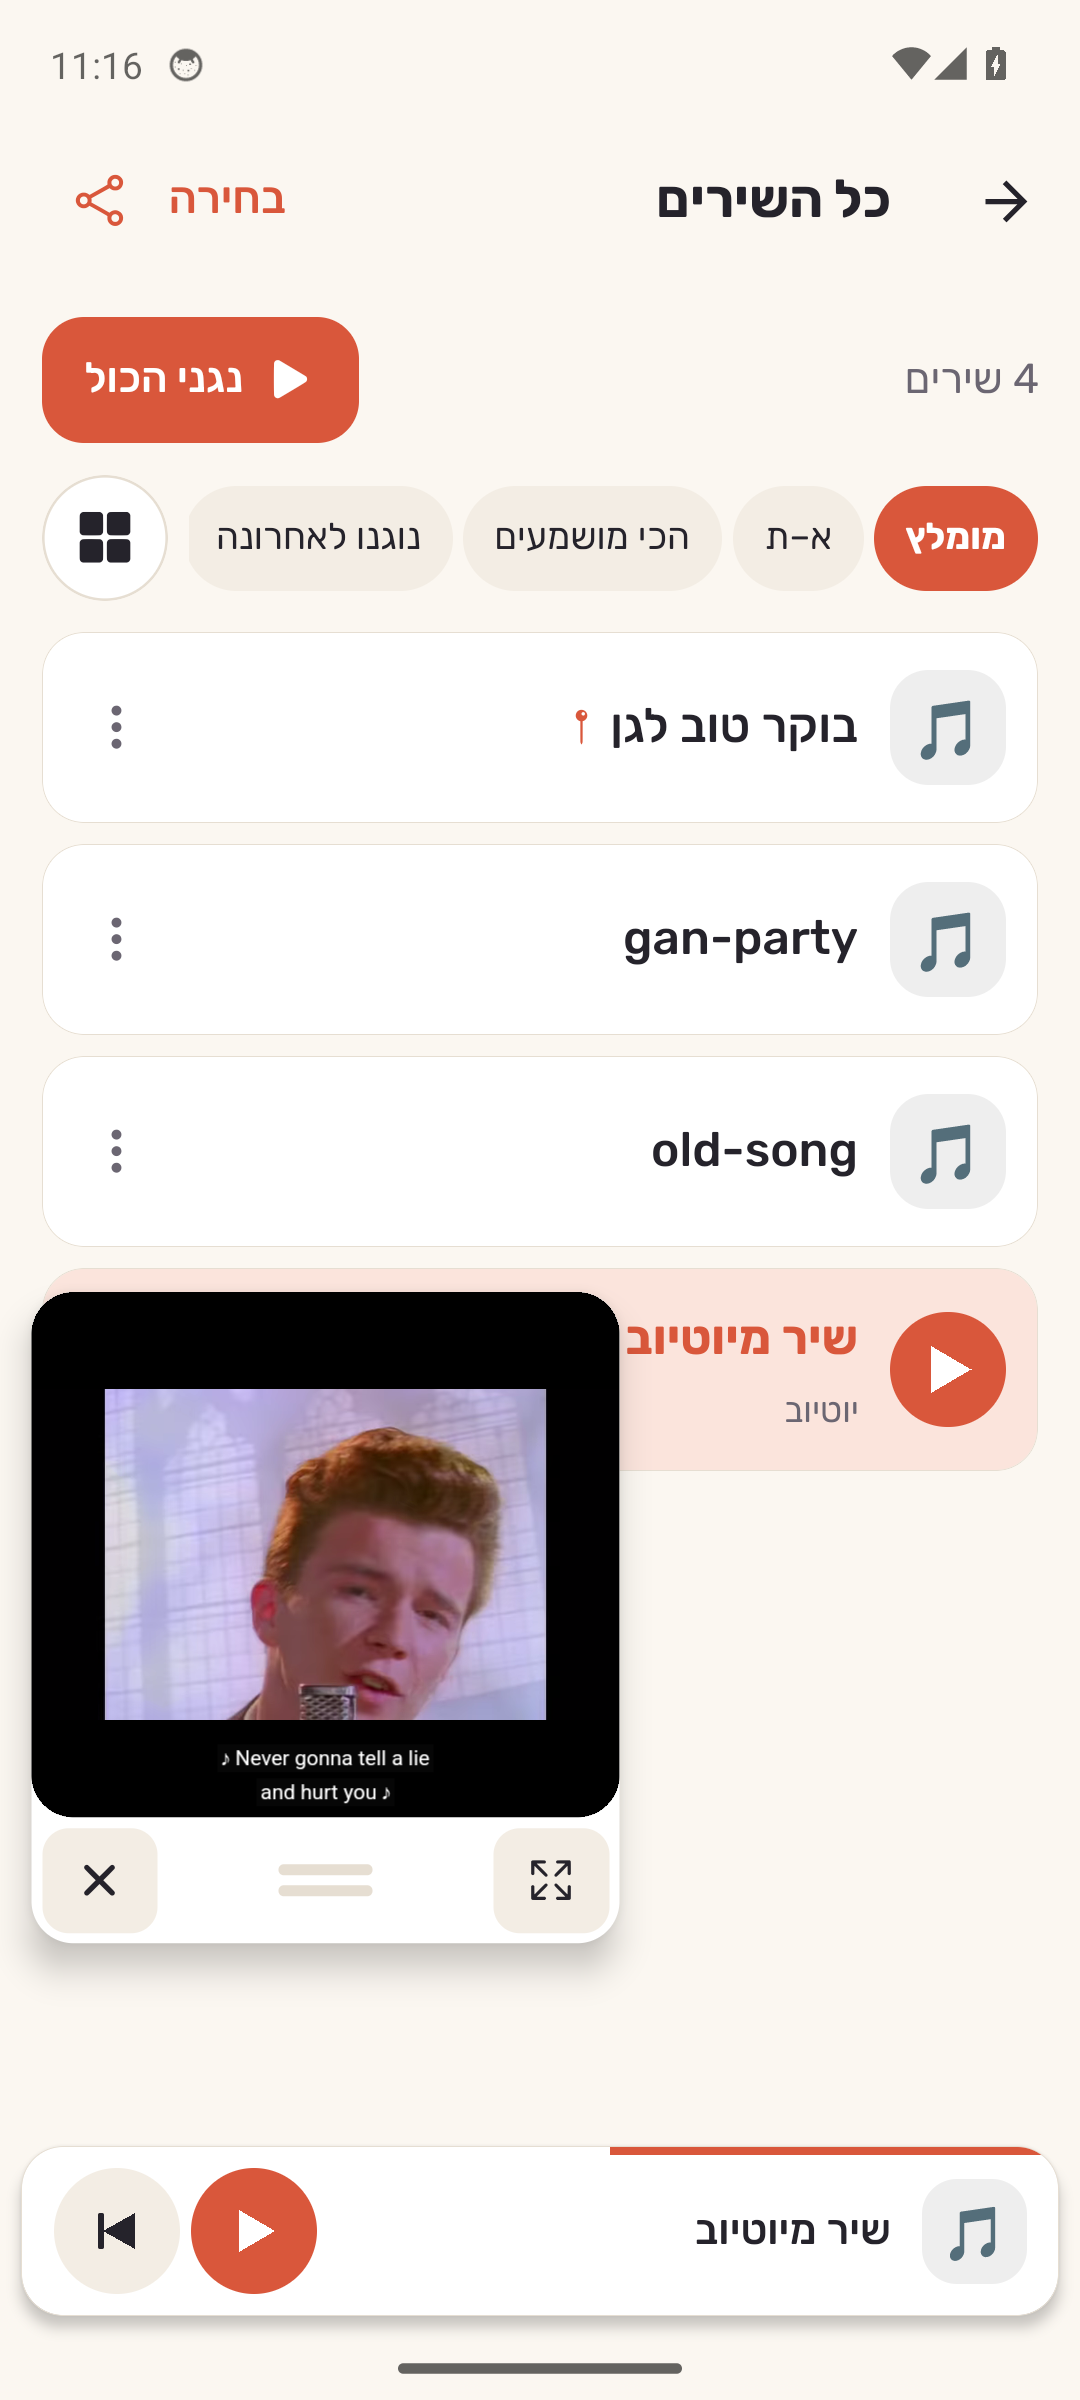 11:16
כל השירים
בחירה
4 שירים
נגני הכול
מומלץ
א–ת
הכי מושמעים
נוגנו לאחרונה
בוקר טוב לגן
gan-party
old-song
שיר מיוטיוב
יוטיוב
♪ Never gonna tell a lie
and hurt you ♪
שיר מיוטיוב